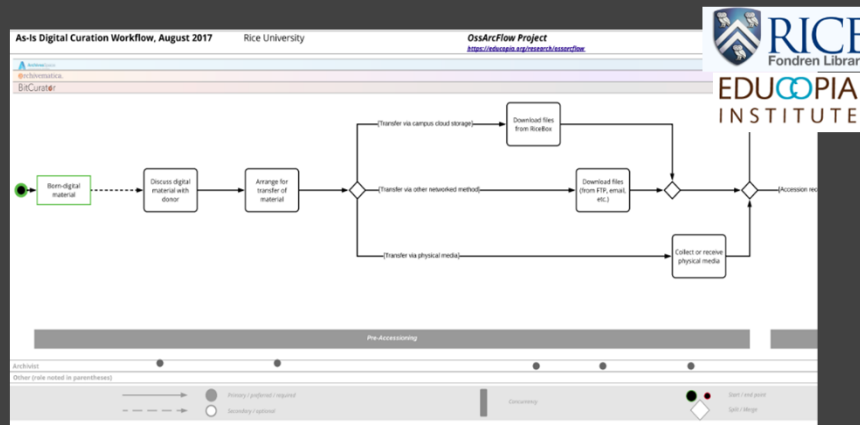 As-Is Digital Curation Workflow, August 2017
Rice University
OssArcFlow Project
https://educopia.org/research/ossarcflow
RICE
Fondren Librar
EDUCOPIA
INSTITUTE
ArchivesSpace
archivematica
BitCurator
Born-digital
material
Discuss digital
material with
donor
Arrange for
transfer of
material
[Transfer via campus cloud storage]
Download files
from RiceBox
[Transfer via other networked method]
Download files
(from FTP, email,
etc.)
[Accession rec
[Transfer via physical media]
Collect or receive
physical media
Pre-Accessioning
Archivist
Other (role noted in parentheses)
Primary / preferred / required
Secondary / optional
Concurrency
Start / end point
Split / Merge